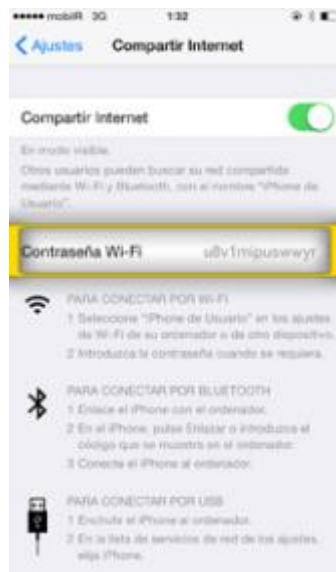 mobilR 3G 1:32
Ajustes Compartir Internet
Compartir Internet
En modo visible.
Otros usuarios pueden buscar su red compartida
mediante Wi-Fi y Bluetooth, con el nombre "iPhone de
Usuario".
Contraseña Wi-Fi u8v1mipuswwyr
PARA CONECTAR POR WI-FI
1 Seleccione "iPhone de Usuario" en los ajustes
de Wi-Fi de su ordenador o de otro dispositivo.
2 Introduzca la contraseña cuando se requiera.
PARA CONECTAR POR BLUETOOTH
1 Enlace el iPhone con el ordenador.
2 En el iPhone, pulse Enlazar o introduzca el
código que se muestra en el ordenador.
3 Conecte el iPhone al ordenador.
PARA CONECTAR POR USB
1 Enchufe el iPhone al ordenador.
2 En la lista de servicios de red de los ajustes,
elija iPhone.